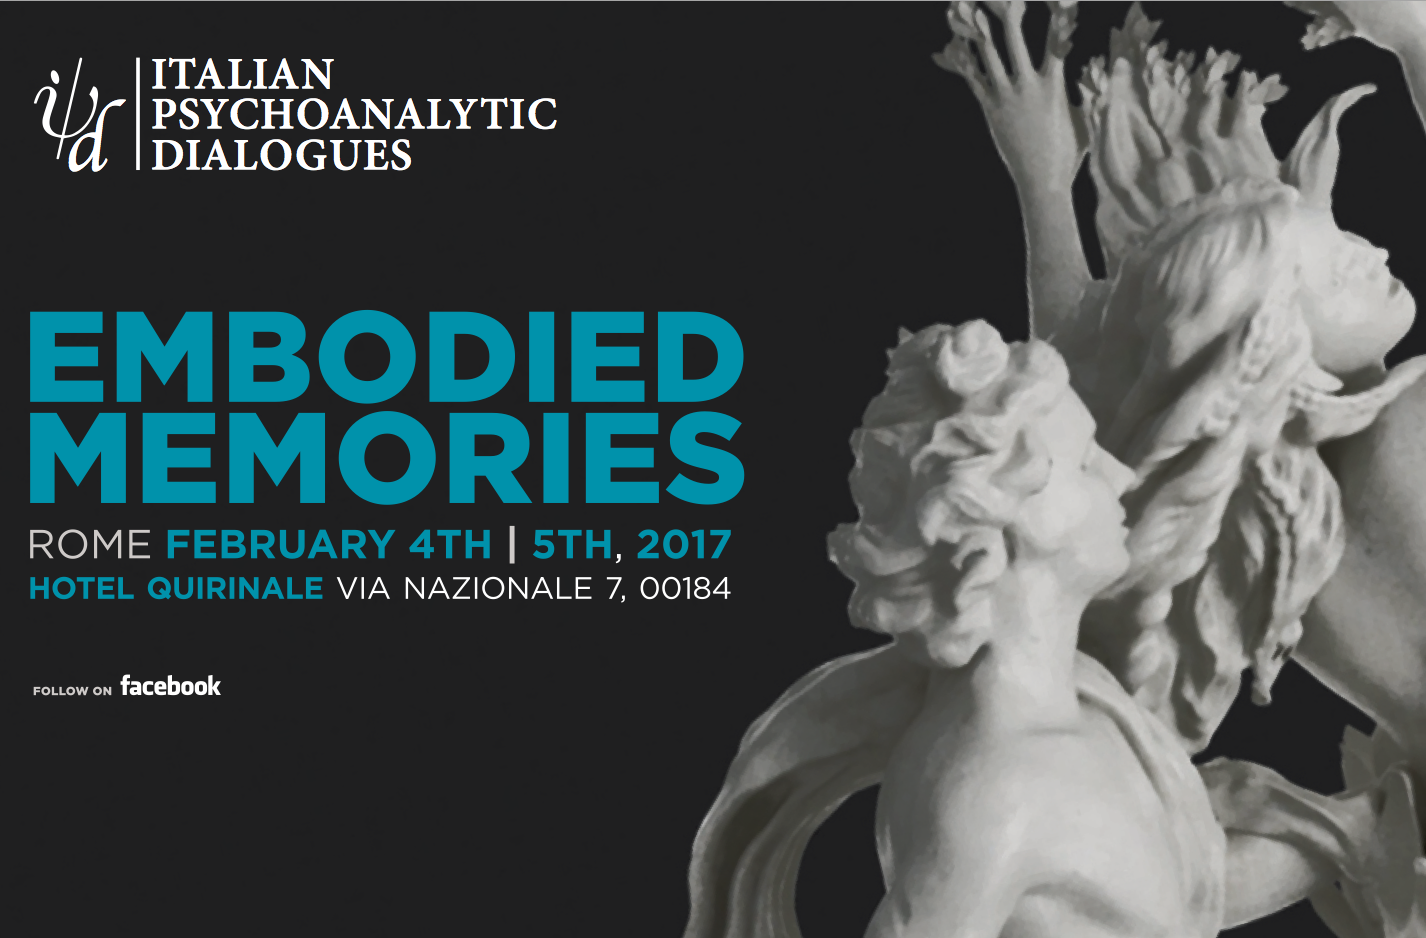 ITALIAN
PSYCHOANALYTIC
DIALOGUES
EMBODIED
MEMORIES
ROME FEBRUARY 4TH | 5TH, 2017
HOTEL QUIRINALE VIA NAZIONALE 7, 00184
FOLLOW ON facebook